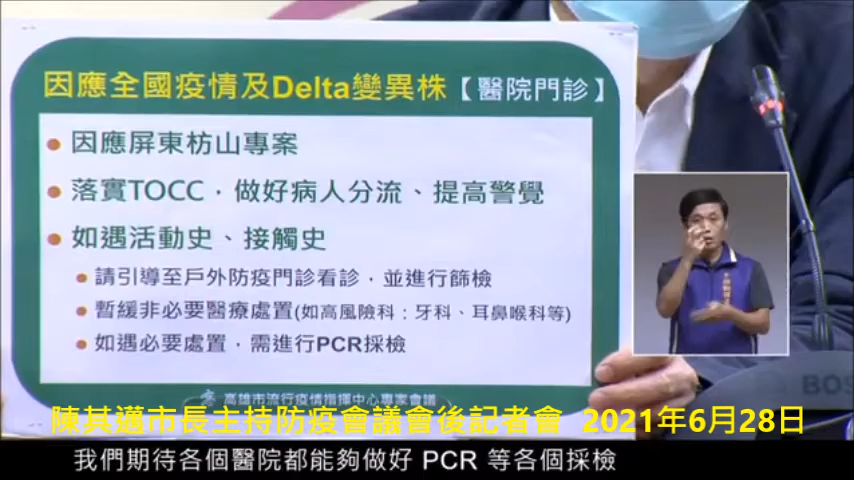 因應全國疫情及Delta變異株【醫院門診】
因應屏東枋山專案
落實TOCC，做好病人分流、提高警覺
如遇活動史、接觸史
請引導至戶外防疫門診看診，並進行篩檢
暫緩非必要醫療處置(如高風險科：牙科、耳鼻喉科等)
如遇必要處置，需進行PCR採檢
高雄市流行疫情指揮中心專家會議
陳其邁市長主持防疫會議會後記者會 2021年6月28日
BOS
我們期待各個醫院都能夠做好 PCR 等各個採檢